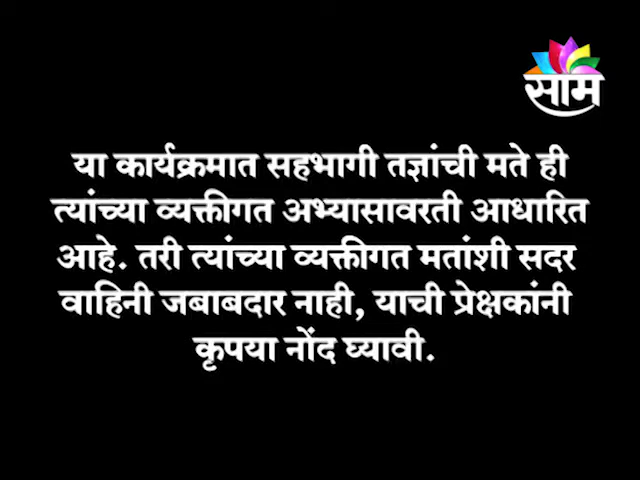 साम
या कार्यक्रमात सहभागी तज्ञांची मते ही
त्यांच्या व्यक्तीगत अभ्यासावरती आधारित
आहे. तरी त्यांच्या व्यक्तीगत मतांशी सदर
वाहिनी जबाबदार नाही, याची प्रेक्षकांनी
कृपया नोंद घ्यावी.